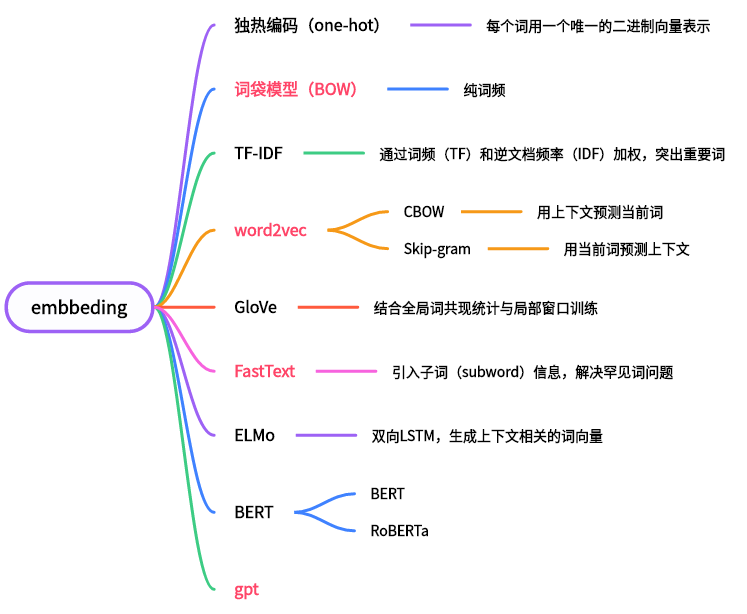 独热编码（one-hot）
每个词用一个唯一的二进制向量表示
词袋模型（BOW）
纯词频
TF-IDF
通过词频（TF）和逆文档频率（IDF）加权，突出重要词
word2vec
CBOW
用上下文预测当前词
Skip-gram
用当前词预测上下文
embbeding
GloVe
结合全局词共现统计与局部窗口训练
FastText
引入子词（subword）信息，解决罕见词问题
ELMo
双向LSTM，生成上下文相关的词向量
BERT
BERT
RoBERTa
gpt